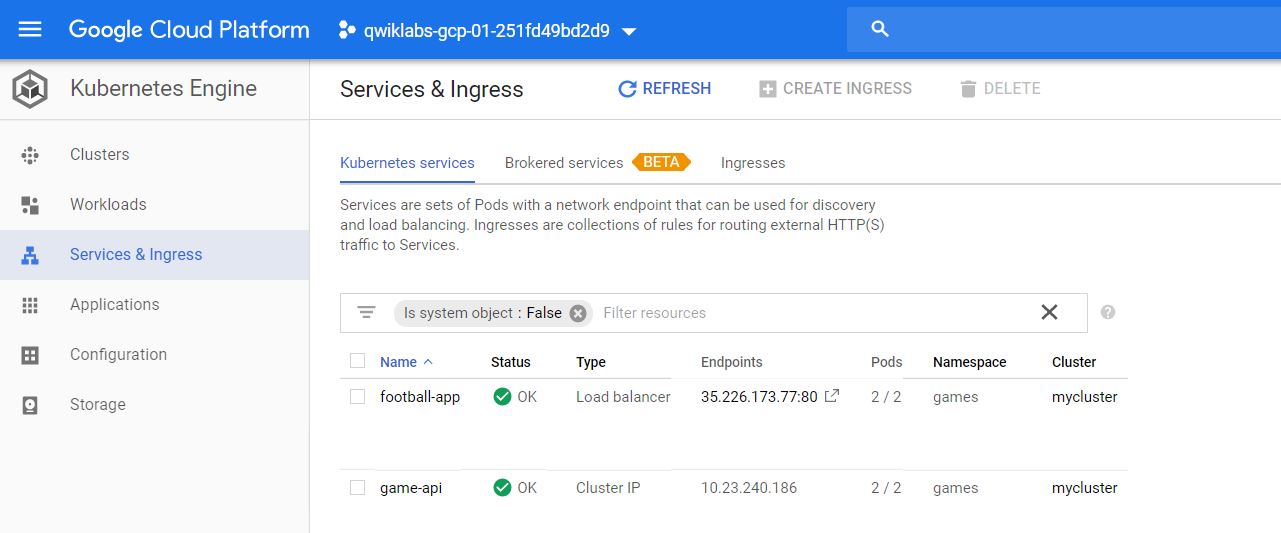 Google Cloud Platform qwiklabs-gcp-01-251fd49bd2d9
Kubernetes Engine
Services & Ingress REFRESH CREATE INGRESS DELETE
Clusters
Workloads
Services & Ingress
Applications
Configuration
Storage
Kubernetes services Brokered services BETA Ingresses
Services are sets of Pods with a network endpoint that can be used for discovery
and load balancing. Ingresses are collections of rules for routing external HTTP(S)
traffic to Services.
Is system object : False Filter resources
Name Status Type Endpoints Pods Namespace Cluster
football-app OK Load balancer 35.226.173.77:80 2 / 2 games mycluster
game-api OK Cluster IP 10.23.240.186 2 / 2 games mycluster